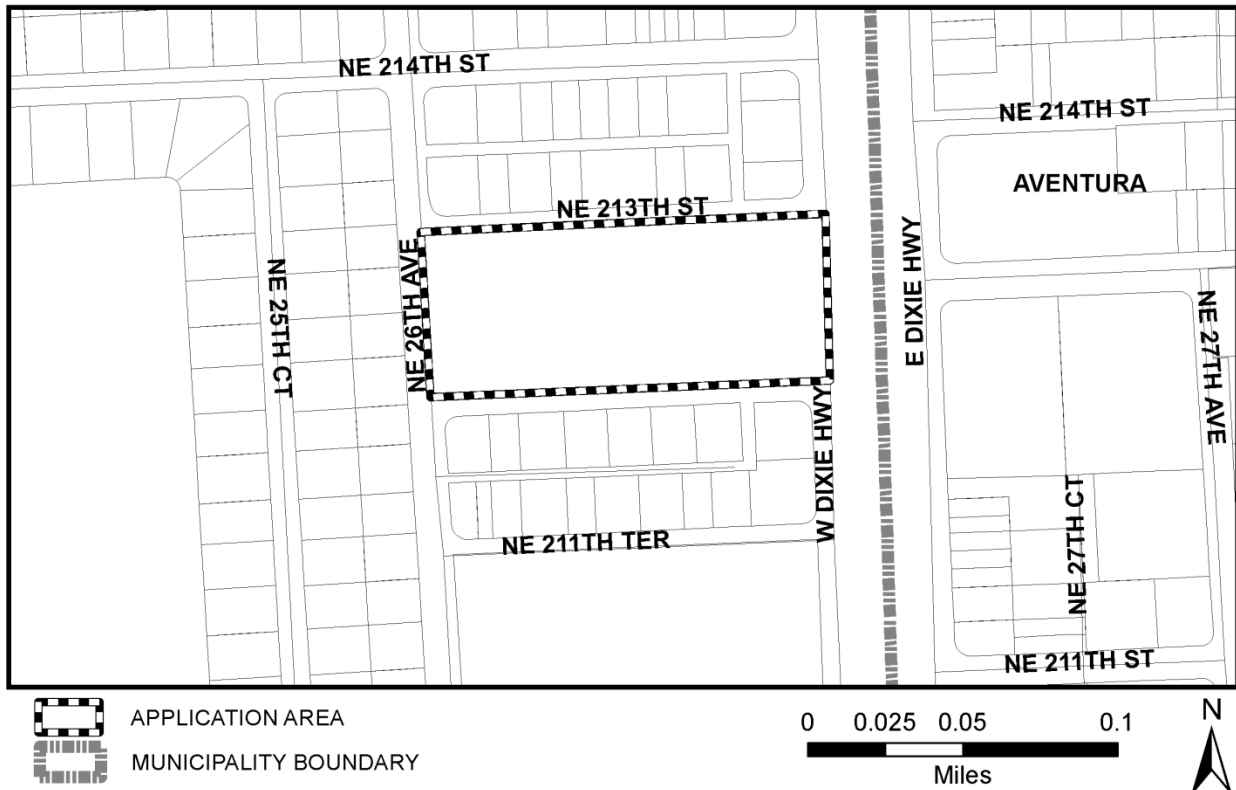 NE 214TH ST
NE 214TH ST
AVENTURA
NE 213TH ST
NE 26TH AVE
NE 25TH CT
E DIXIE HWY
NE 27TH AVE
W DIXIE HWY
NE 27TH CT
NE 211TH TER
NE 211TH ST
APPLICATION AREA
MUNICIPALITY BOUNDARY
0 0.025 0.05 0.1
Miles
N